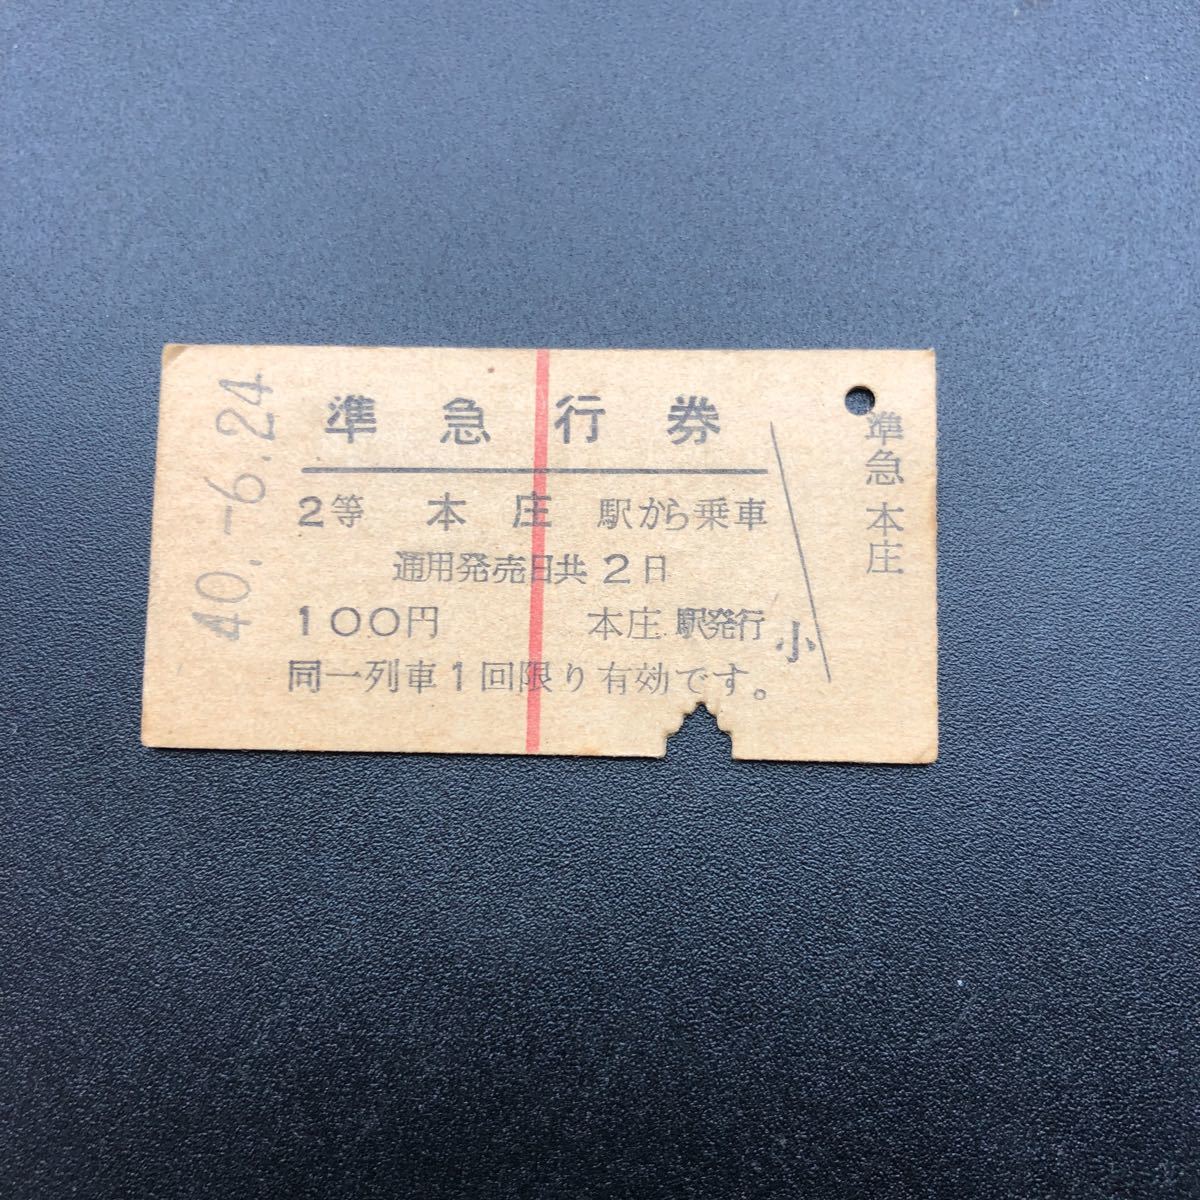 準急行券
2等 本庄 駅から乗車
通用発売日共2日
100円 本庄駅発行
同一列車1回限り有効です。
小
準急本庄
40.-6.24